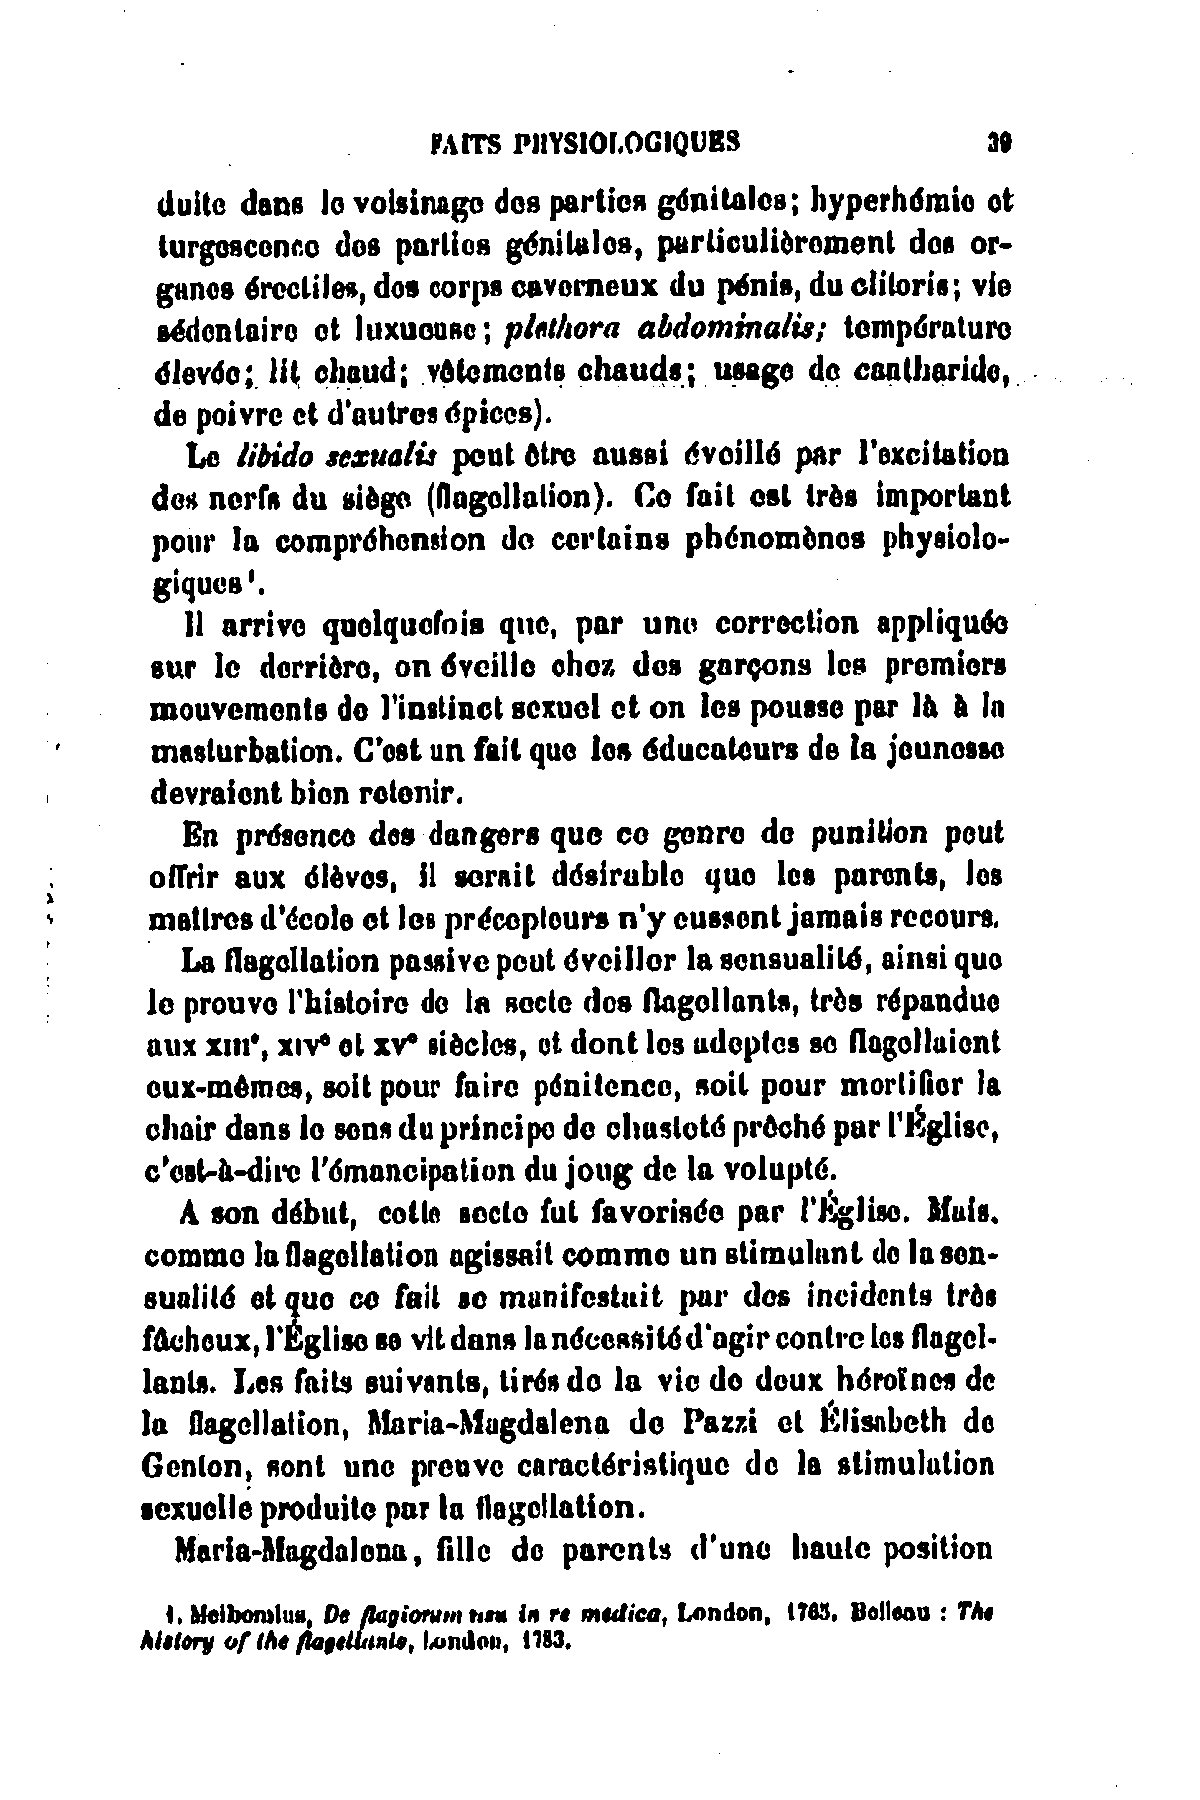 FAITS PHYSIOLOGIQUES 39
duite dans le voisinage des parties génitales; hyperhémie et
turgescence des parties génitales, particulièrement des or-
ganes érectiles, des corps caverneux du pénis, du clitoris; vie
sédentaire et luxueuse; plethora abdominalis; température
élevée; lit chaud; vêtements chauds; usage de cantharide,
de poivre et d'autres épices).
Le libido sexualis peut être aussi éveillé par l'excitation
des nerfs du siège (flagellation). Ce fait est très important
pour la compréhension de certains phénomènes physiolo-
giques¹.
Il arrive quelquefois que, par une correction appliquée
sur le derrière, on éveille chez des garçons les premiers
mouvements de l'instinct sexuel et on les pousse par là à la
masturbation. C'est un fait que les éducateurs de la jeunesse
devraient bien retenir.
En présence des dangers que ce genre de punition peut
offrir aux élèves, il serait désirable que les parents, les
maîtres d'école et les précepteurs n'y eussent jamais recours.
La flagellation passive peut éveiller la sensualité, ainsi que
le prouve l'histoire de la secte des flagellants, très répandue
aux XIIIe, XIVe et XVe siècles, et dont les adeptes se flagellaient
eux-mêmes, soit pour faire pénitence, soit pour mortifier la
chair dans le sens du principe de chasteté prêché par l'Église,
c'est-à-dire l'émancipation du joug de la volupté.
A son début, cette secte fut favorisée par l'Église. Mais,
comme la flagellation agissait comme un stimulant de la sen-
sualité et que ce fait se manifestait par des incidents très
fâcheux, l'Église se vit dans la nécessité d'agir contre les flagel-
lants. Les faits suivants, tirés de la vie de deux héroïnes de
la flagellation, Maria-Magdalena de Pazzi et Élisabeth de
Genton, sont une preuve caractéristique de la stimulation
sexuelle produite par la flagellation.
Maria-Magdalena, fille de parents d'une haute position
1. Meibomius, De flagiorum usu in re medica, London, 1765. Boileau : The
history of the flagellants, London, 1783.